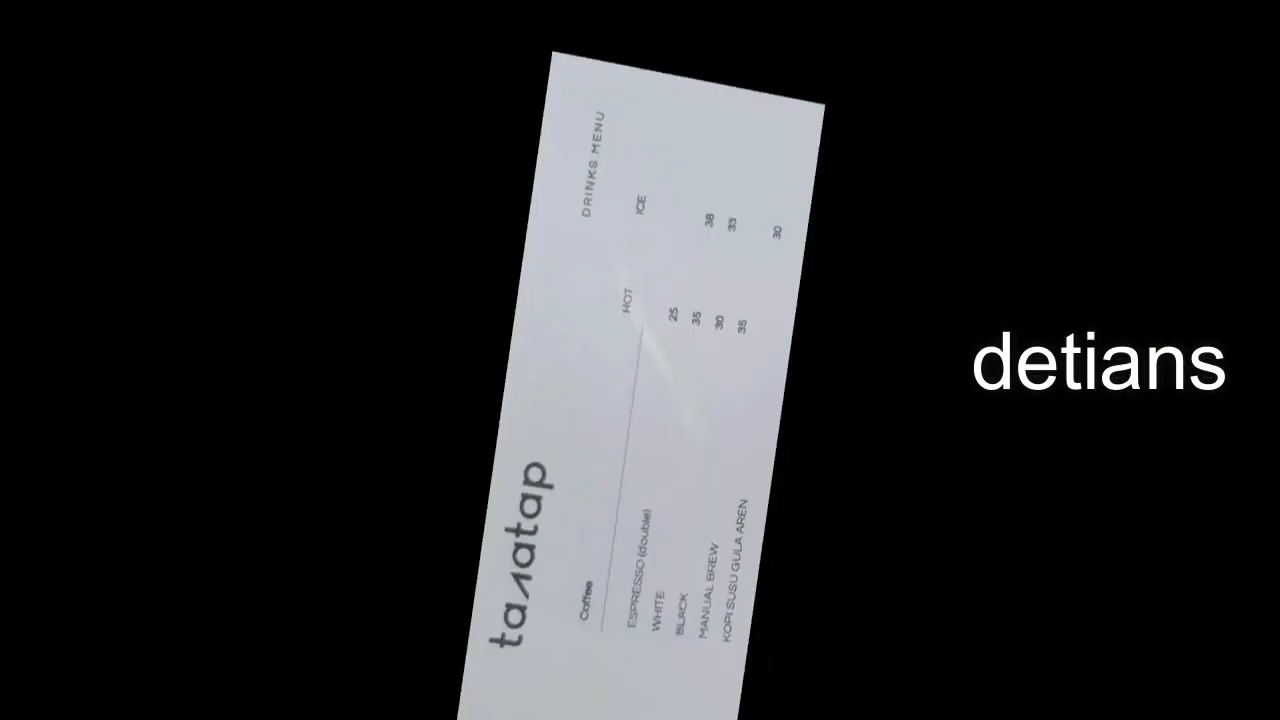 tanatap
DRINKS MENU
Coffee HOT ICE
ESPRESSO (double) 25
WHITE 35 38
BLACK 30 33
MANUAL BREW 35
KOPI SUSU GULA AREN 30
detians